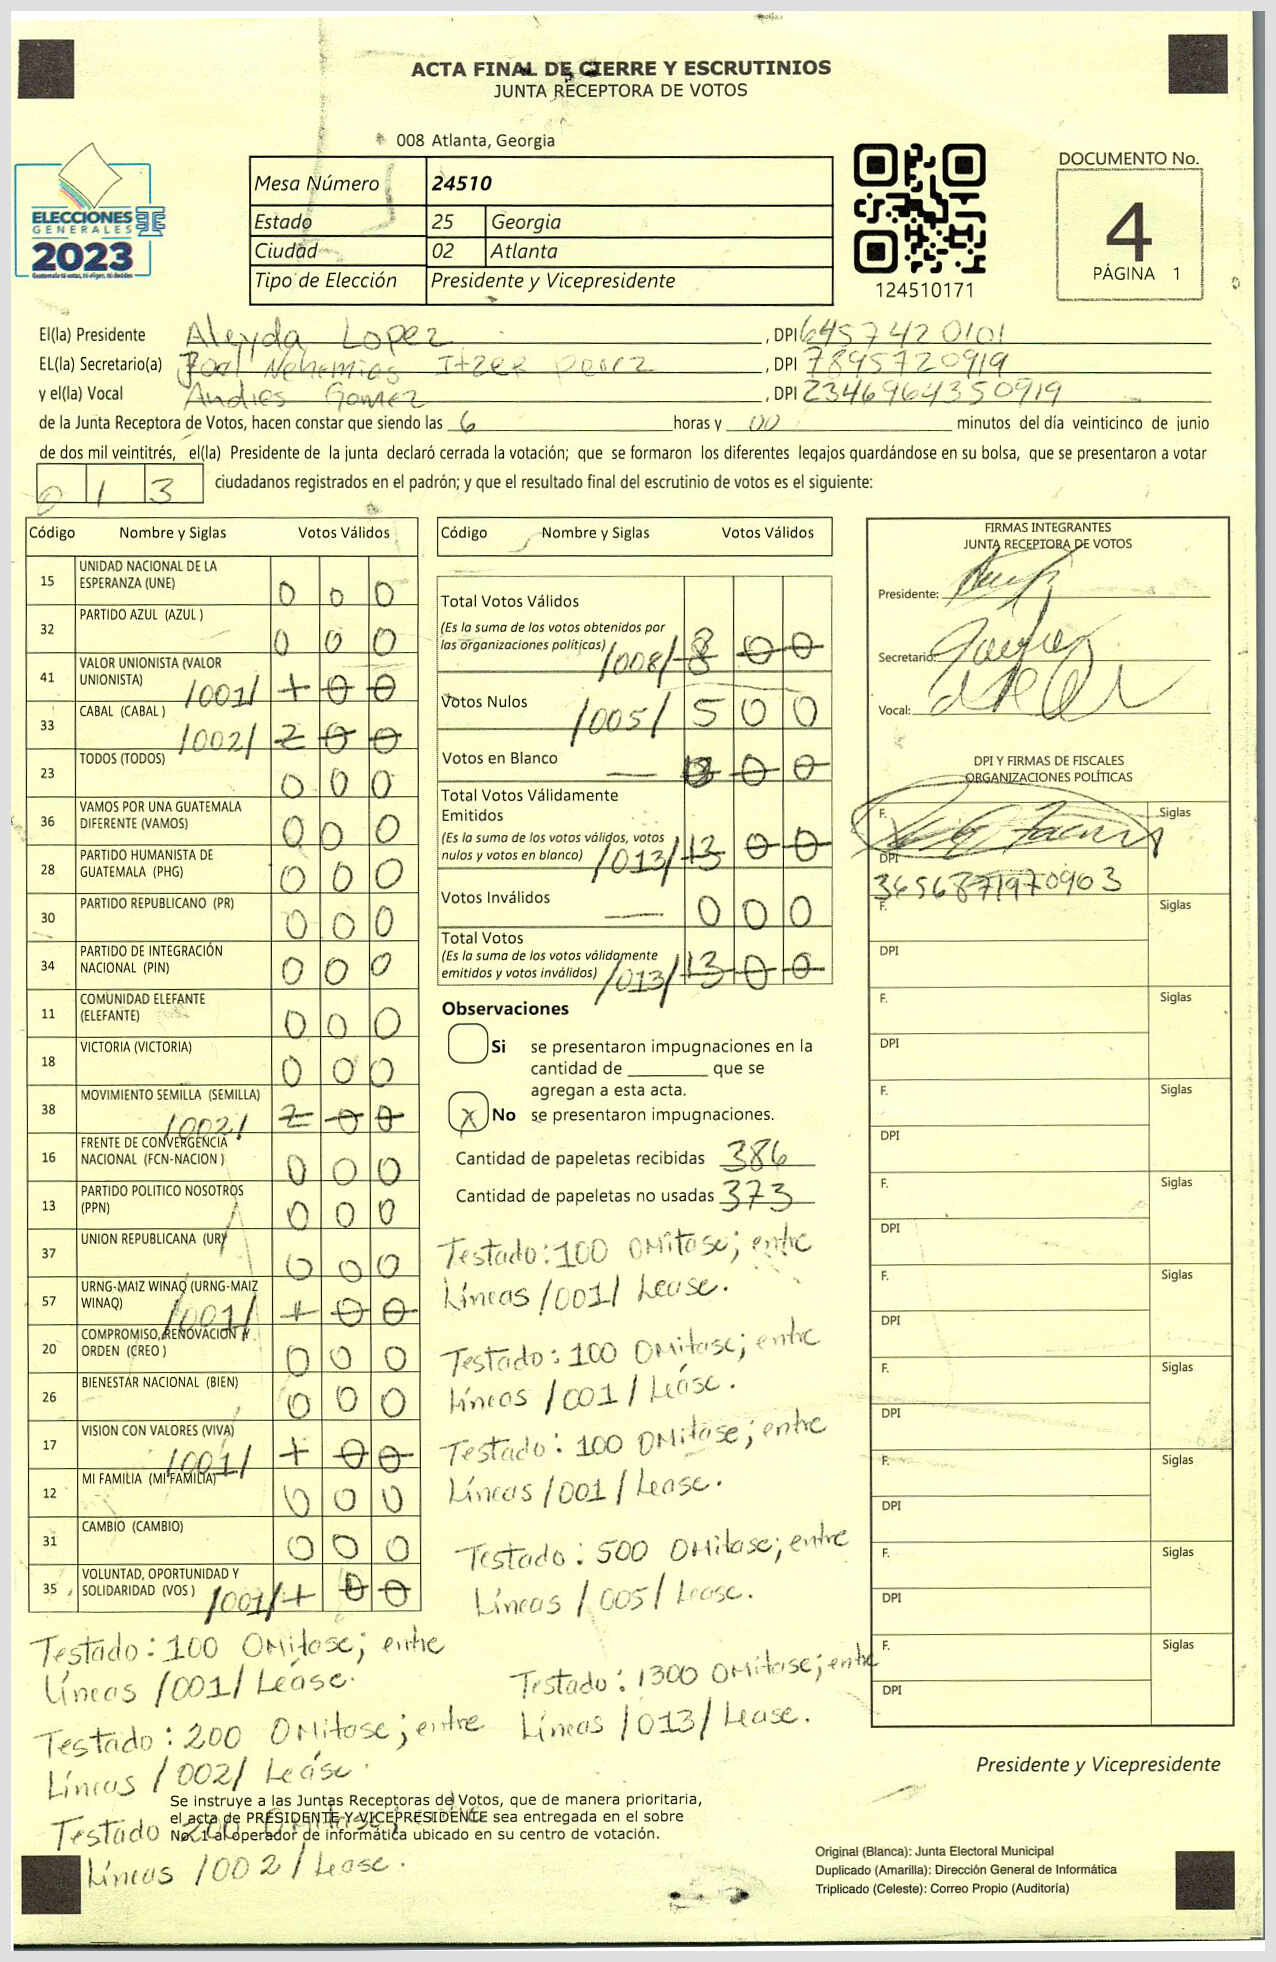 ACTA FINAL DE CIERRE Y ESCRUTINIOS
JUNTA RECEPTORA DE VOTOS
008 Atlanta, Georgia
Mesa Número 24510
Estado 25 Georgia
Ciudad 02 Atlanta
Tipo de Elección Presidente y Vicepresidente
ELECCIONES
GENERALES
2023
124510171
DOCUMENTO No.
4
PÁGINA 1
El(la) Presidente Aleyda Lopez , DPI 6457420101
EL(la) Secretario(a) Joel Nehemias Itzep perez , DPI 7895720919
y el(la) Vocal Andres Gomez , DPI 2346964350919
de la Junta Receptora de Votos, hacen constar que siendo las 6 horas y 00 minutos del día veinticinco de junio
de dos mil veintitrés, el(la) Presidente de la junta declaró cerrada la votación; que se formaron los diferentes legajos quardándose en su bolsa, que se presentaron a votar
0 1 3 ciudadanos registrados en el padrón; y que el resultado final del escrutinio de votos es el siguiente:
Código Nombre y Siglas Votos Válidos
15 UNIDAD NACIONAL DE LA
ESPERANZA (UNE) 0 0 0
32 PARTIDO AZUL (AZUL ) 0 0 0
41 VALOR UNIONISTA (VALOR
UNIONISTA) /001/ 1 0 0
33 CABAL (CABAL ) /002/ 2 0 0
23 TODOS (TODOS) 0 0 0
36 VAMOS POR UNA GUATEMALA
DIFERENTE (VAMOS) 0 0 0
28 PARTIDO HUMANISTA DE
GUATEMALA (PHG) 0 0 0
30 PARTIDO REPUBLICANO (PR) 0 0 0
34 PARTIDO DE INTEGRACIÓN
NACIONAL (PIN) 0 0 0
11 COMUNIDAD ELEFANTE
(ELEFANTE) 0 0 0
18 VICTORIA (VICTORIA) 0 0 0
38 MOVIMIENTO SEMILLA (SEMILLA) /002/ 2 0 0
16 FRENTE DE CONVERGENCIA
NACIONAL (FCN-NACION ) 0 0 0
13 PARTIDO POLITICO NOSOTROS
(PPN) 0 0 0
37 UNION REPUBLICANA (UR) 0 0 0
57 URNG-MAIZ WINAQ (URNG-MAIZ
WINAQ) /001/ 1 0 0
20 COMPROMISO, RENOVACION Y
ORDEN (CREO ) 0 0 0
26 BIENESTAR NACIONAL (BIEN) 0 0 0
17 VISION CON VALORES (VIVA) /001/ 1 0 0
12 MI FAMILIA (MI FAMILIA) 0 0 0
31 CAMBIO (CAMBIO) 0 0 0
35 VOLUNTAD, OPORTUNIDAD Y
SOLIDARIDAD (VOS ) /001/ 1 0 0
Testado: 100 OMitase; entre
Líneas /001/ Léase.
Testado: 200 OMitase; entre
Líneas /002/ Léase.
Testado 200 OMitase;
Líneas /002/ Lease.
Código Nombre y Siglas Votos Válidos
Total Votos Válidos
(Es la suma de los votos obtenidos por
las organizaciones políticas) /008/ 8 0 0
Votos Nulos /005/ 5 0 0
Votos en Blanco — 0 0
Total Votos Válidamente
Emitidos
(Es la suma de los votos válidos, votos
nulos y votos en blanco) /013/ 13 0 0
Votos Inválidos — 0 0 0
Total Votos
(Es la suma de los votos válidamente
emitidos y votos inválidos) /013/ 13 0 0
Observaciones
Si se presentaron impugnaciones en la
cantidad de ________ que se
agregan a esta acta.
X No se presentaron impugnaciones.
Cantidad de papeletas recibidas 386
Cantidad de papeletas no usadas 373
Testado: 100 OMitase; entre
Líneas /001/ Lease.
Testado: 100 OMitase; entre
líneas /001/ Léase.
Testado: 100 OMitase; entre
Líneas /001/ Lease.
Testado: 500 OMitase; entre
Líneas /005/ Lease.
Testado: 1300 OMitase; entre
Líneas /013/ Lease.
FIRMAS INTEGRANTES
JUNTA RECEPTORA DE VOTOS
Presidente:
Secretario:
Vocal:
DPI Y FIRMAS DE FISCALES
ORGANIZACIONES POLÍTICAS
F. Siglas
DPI
3656871970903
F. Siglas
DPI
F. Siglas
DPI
F. Siglas
DPI
F. Siglas
DPI
F. Siglas
DPI
F. Siglas
DPI
F. Siglas
DPI
F. Siglas
DPI
F. Siglas
DPI
Presidente y Vicepresidente
Se instruye a las Juntas Receptoras de Votos, que de manera prioritaria,
el acta de PRESIDENTE Y VICEPRESIDENTE sea entregada en el sobre
No. 1 al operador de informática ubicado en su centro de votación.
Original (Blanca): Junta Electoral Municipal
Duplicado (Amarilla): Dirección General de Informática
Triplicado (Celeste): Correo Propio (Auditoría)